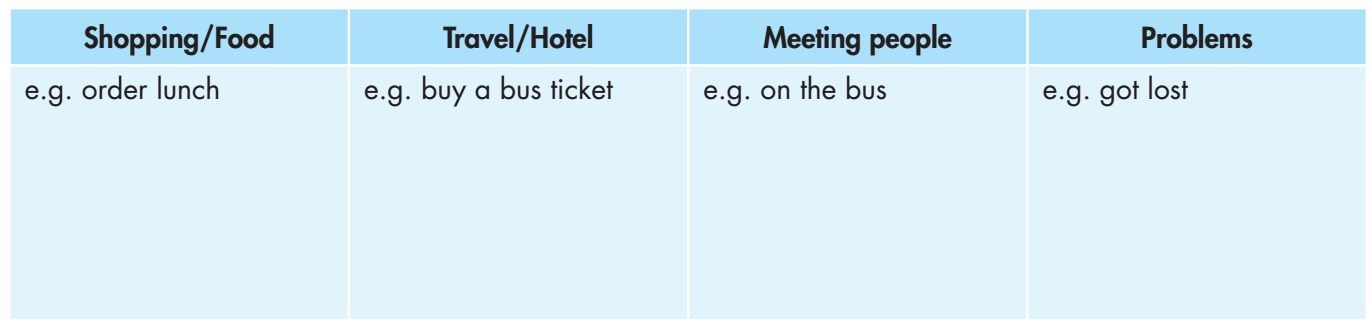 Shopping/Food Travel/Hotel Meeting people Problems
e.g. order lunch e.g. buy a bus ticket e.g. on the bus e.g. got lost